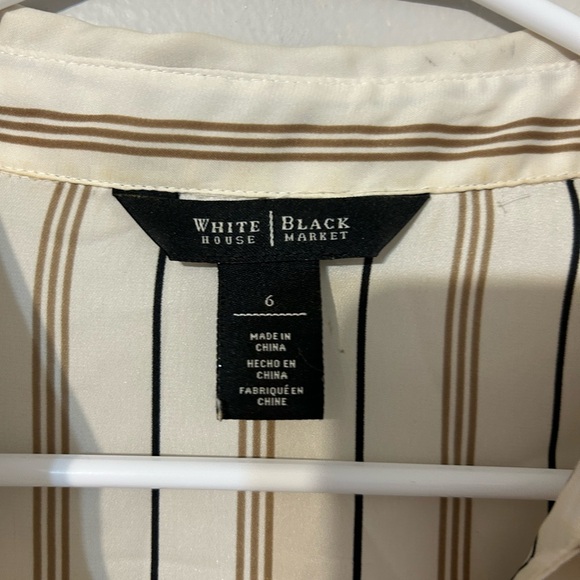 WHITE | BLACK
HOUSE | MARKET
6
MADE IN
CHINA
HECHO EN
CHINA
FABRIQUÉ EN
CHINE